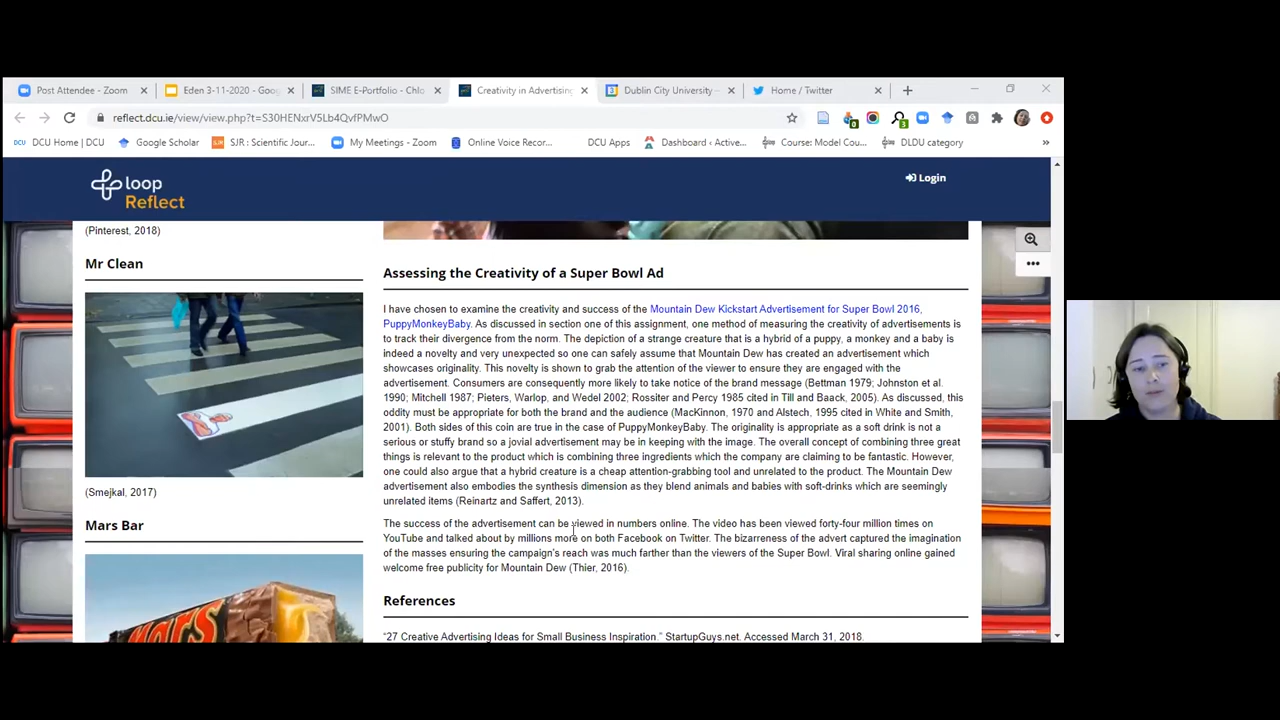 Post Attendee - Zoom
Eden 3-11-2020 - Goog
SIME E-Portfolio - Chlo
Creativity in Advertising
Dublin City University -
Home / Twitter
reflect.dcu.ie/view/view.php?t=S30HENxrV5Lb4QvfPMwO
DCU Home | DCU
Google Scholar
SJR : Scientific Jour...
My Meetings - Zoom
Online Voice Recor...
DCU Apps
Dashboard ‹ Active...
Course: Model Cou...
DLDU category
loop
Reflect
Login
(Pinterest, 2018)
Mr Clean
(Smejkal, 2017)
Mars Bar
MARS
Assessing the Creativity of a Super Bowl Ad
I have chosen to examine the creativity and success of the Mountain Dew Kickstart Advertisement for Super Bowl 2016,
PuppyMonkeyBaby. As discussed in section one of this assignment, one method of measuring the creativity of advertisements is
to track their divergence from the norm. The depiction of a strange creature that is a hybrid of a puppy, a monkey and a baby is
indeed a novelty and very unexpected so one can safely assume that Mountain Dew has created an advertisement which
showcases originality. This novelty is shown to grab the attention of the viewer to ensure they are engaged with the
advertisement. Consumers are consequently more likely to take notice of the brand message (Bettman 1979; Johnston et al.
1990; Mitchell 1987; Pieters, Warlop, and Wedel 2002; Rossiter and Percy 1985 cited in Till and Baack, 2005). As discussed, this
oddity must be appropriate for both the brand and the audience (MacKinnon, 1970 and Alstech, 1995 cited in White and Smith,
2001). Both sides of this coin are true in the case of PuppyMonkeyBaby. The originality is appropriate as a soft drink is not a
serious or stuffy brand so a jovial advertisement may be in keeping with the image. The overall concept of combining three great
things is relevant to the product which is combining three ingredients which the company are claiming to be fantastic. However,
one could also argue that a hybrid creature is a cheap attention-grabbing tool and unrelated to the product. The Mountain Dew
advertisement also embodies the synthesis dimension as they blend animals and babies with soft-drinks which are seemingly
unrelated items (Reinartz and Saffert, 2013).
The success of the advertisement can be viewed in numbers online. The video has been viewed forty-four million times on
YouTube and talked about by millions more on both Facebook on Twitter. The bizarreness of the advert captured the imagination
of the masses ensuring the campaign's reach was much farther than the viewers of the Super Bowl. Viral sharing online gained
welcome free publicity for Mountain Dew (Thier, 2016).
References
"27 Creative Advertising Ideas for Small Business Inspiration." StartupGuys.net. Accessed March 31, 2018.